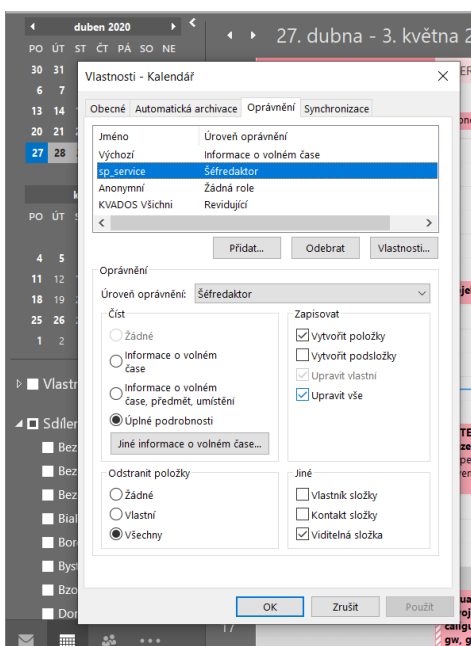 duben 2020
27. dubna - 3. května 2
PO ÚT ST ČT PÁ SO NE
30 31
6 7
13 14
20 21
27 28
PO ÚT
4 5
11 12
18 19
25 26
1 2
Vlastr
Sdíler
Bez
Bez
Bez
Bial
Bor
Byst
Bzo
Dor
17
Vlastnosti - Kalendář
Obecné Automatická archivace Oprávnění Synchronizace
Jméno Úroveň oprávnění
Výchozí Informace o volném čase
sp_service Šéfredaktor
Anonymní Žádná role
KVADOS Všichni Revidující
Přidat... Odebrat Vlastnosti...
Oprávnění
Úroveň oprávnění: Šéfredaktor
Číst
Žádné
Informace o volném
čase
Informace o volném
čase, předmět, umístění
Úplné podrobnosti
Jiné informace o volném čase...
Zapisovat
Vytvořit položky
Vytvořit podsložky
Upravit vlastní
Upravit vše
Odstranit položky
Žádné
Vlastní
Všechny
Jiné
Vlastník složky
Kontakt složky
Viditelná složka
OK Zrušit Použít
gw, g